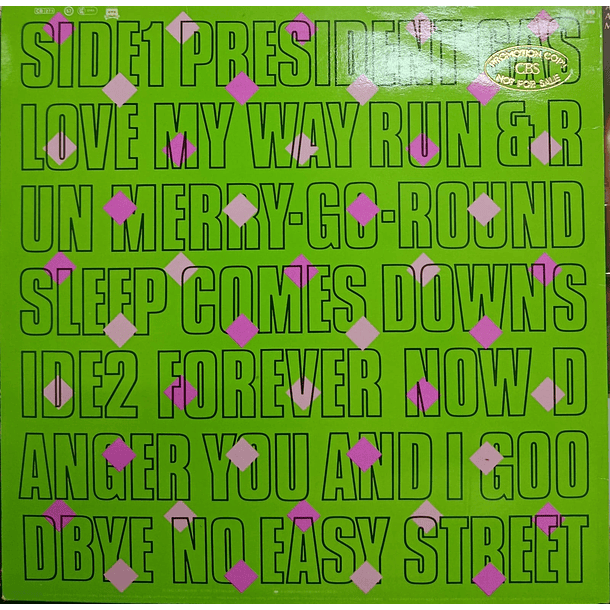 SIDE1 PRESIDENT GAS
PROMOTION COPY
CBS
NOT FOR SALE
LOVE MY WAY RUN & R
UN MERRY-GO-ROUND
SLEEP COMES DOWN S
IDE2 FOREVER NOW D
ANGER YOU AND I GOO
DBYE NO EASY STREET